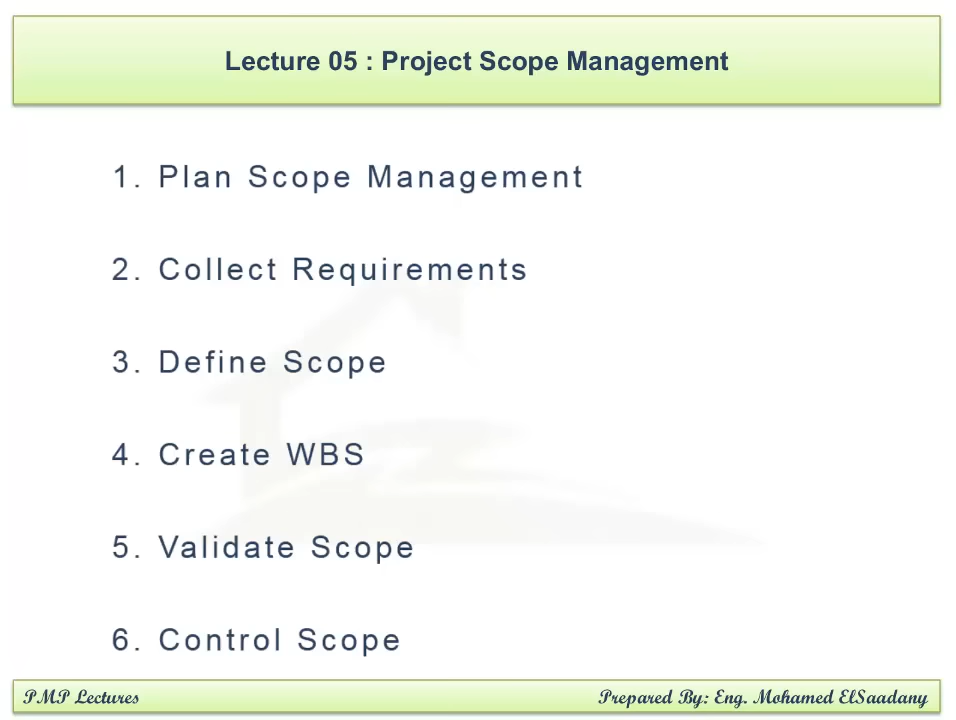 Lecture 05 : Project Scope Management
1. Plan Scope Management
2. Collect Requirements
3. Define Scope
4. Create WBS
5. Validate Scope
6. Control Scope
PMP Lectures
Prepared By: Eng. Mohamed ElSaadany